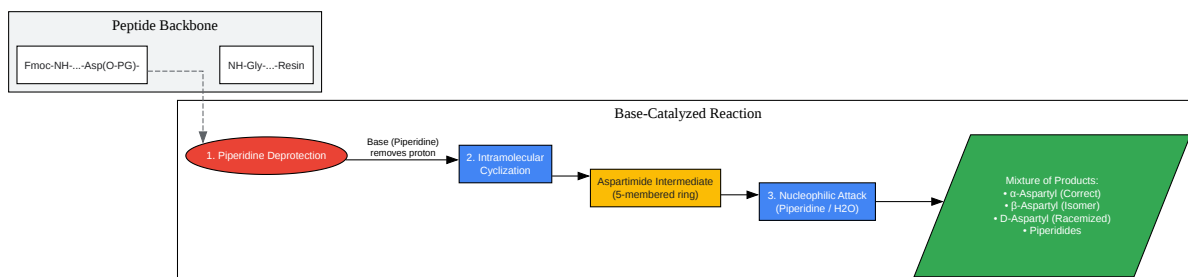 Peptide Backbone
Fmoc-NH-...-Asp(O-PG)-
NH-Gly-...-Resin
Base-Catalyzed Reaction
1. Piperidine Deprotection
Base (Piperidine)
removes proton
2. Intramolecular
Cyclization
Aspartimide Intermediate
(5-membered ring)
3. Nucleophilic Attack
(Piperidine / H2O)
Mixture of Products:
• α-Aspartyl (Correct)
• β-Aspartyl (Isomer)
• D-Aspartyl (Racemized)
• Piperidides